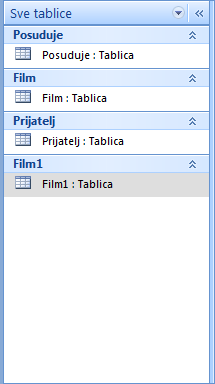 Sve tablice
Posuduje
Posuduje : Tablica
Film
Film : Tablica
Prijatelj
Prijatelj : Tablica
Film1
Film1 : Tablica